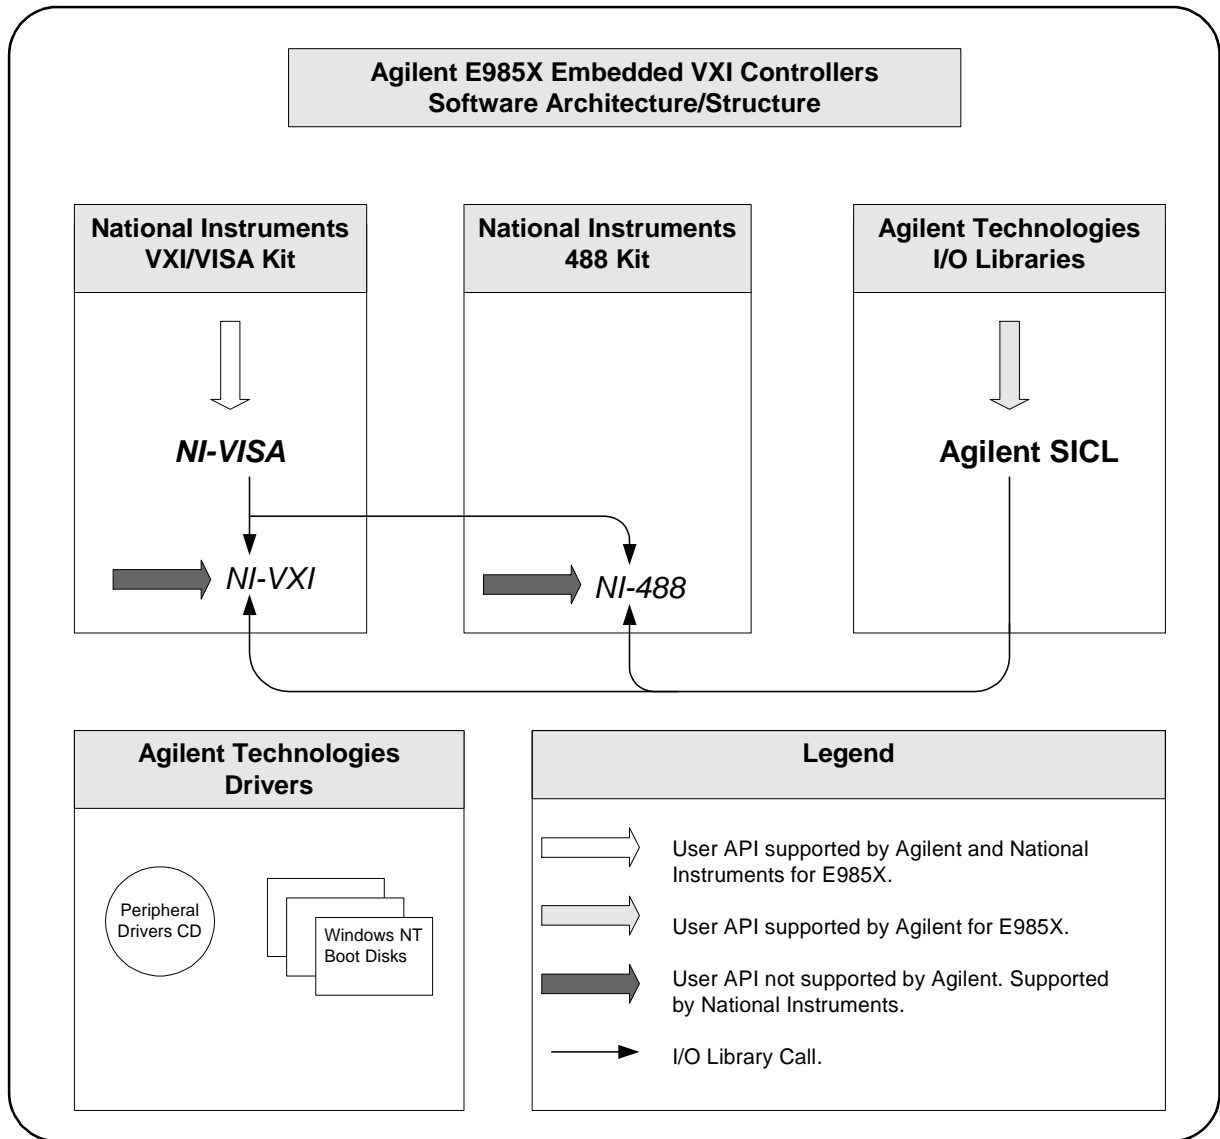 Agilent E985X Embedded VXI Controllers
Software Architecture/Structure
National Instruments
VXI/VISA Kit
National Instruments
488 Kit
Agilent Technologies
I/O Libraries
NI-VISA
Agilent SICL
NI-VXI
NI-488
Agilent Technologies
Drivers
Peripheral
Drivers CD
Windows NT
Boot Disks
Legend
User API supported by Agilent and National
Instruments for E985X.
User API supported by Agilent for E985X.
User API not supported by Agilent. Supported
by National Instruments.
I/O Library Call.